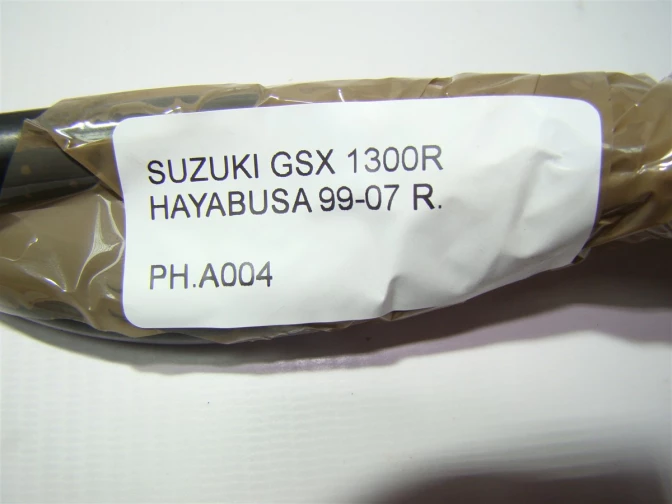 SUZUKI GSX 1300R
HAYABUSA 99-07 R.
PH.A004